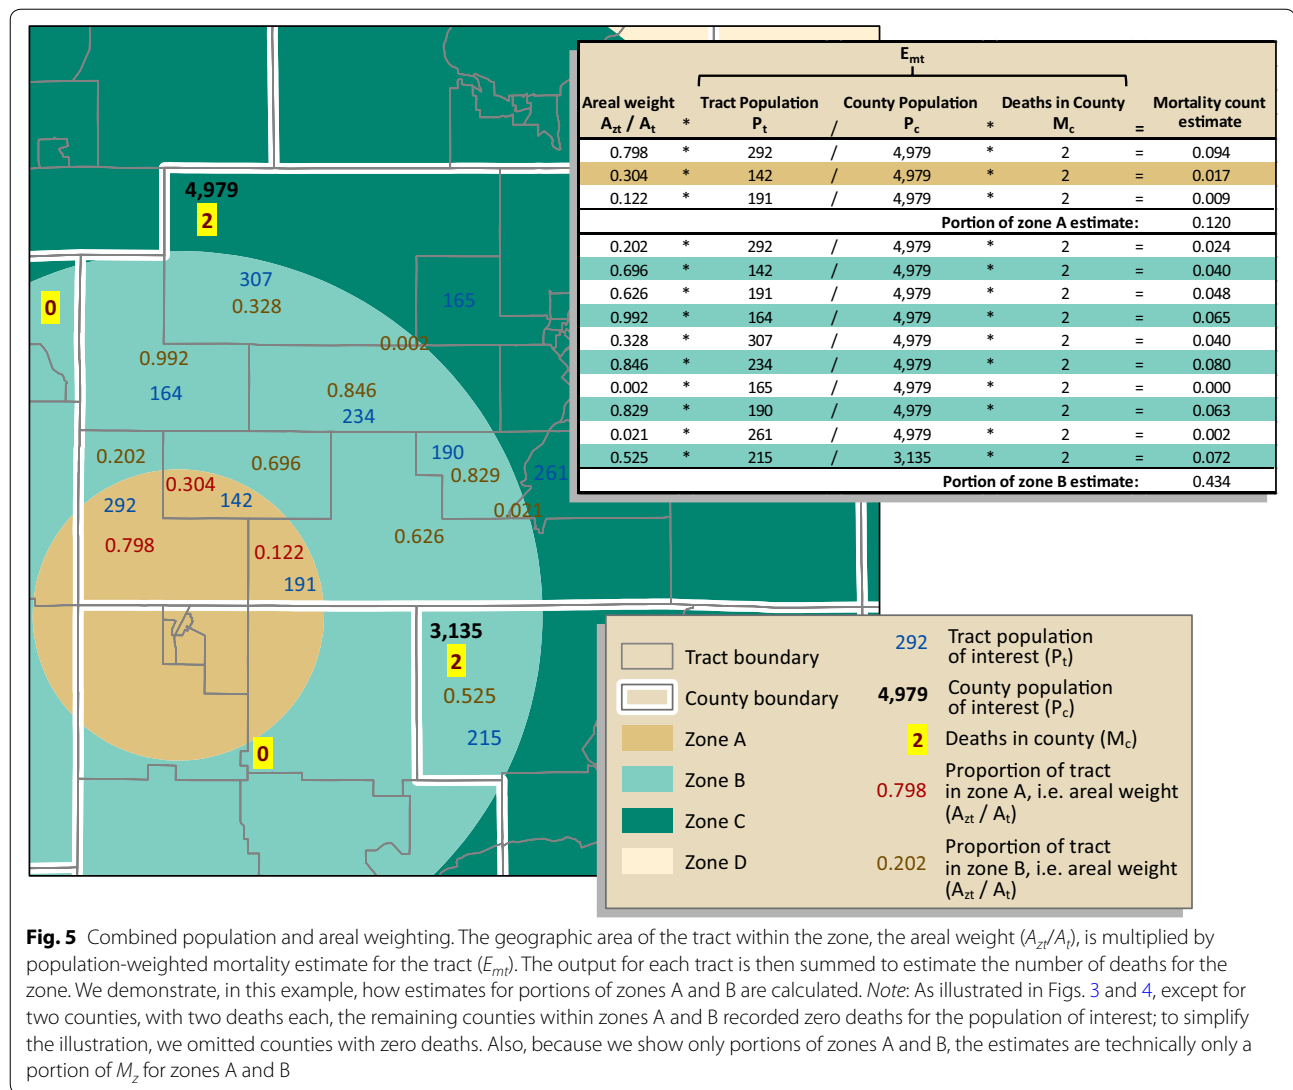 E_mt
Areal weight Tract Population County Population Deaths in County Mortality count
A_zt / A_t * P_t / P_c * M_c = estimate
0.798 * 292 / 4,979 * 2 = 0.094
0.304 * 142 / 4,979 * 2 = 0.017
0.122 * 191 / 4,979 * 2 = 0.009
Portion of zone A estimate: 0.120
0.202 * 292 / 4,979 * 2 = 0.024
0.696 * 142 / 4,979 * 2 = 0.040
0.626 * 191 / 4,979 * 2 = 0.048
0.992 * 164 / 4,979 * 2 = 0.065
0.328 * 307 / 4,979 * 2 = 0.040
0.846 * 234 / 4,979 * 2 = 0.080
0.002 * 165 / 4,979 * 2 = 0.000
0.829 * 190 / 4,979 * 2 = 0.063
0.021 * 261 / 4,979 * 2 = 0.002
0.525 * 215 / 3,135 * 2 = 0.072
Portion of zone B estimate: 0.434
4,979
2
0
307
0.328
165
0.002
0.992
164
0.846
234
0.202
0.696
190
0.829
261
0.304
292
142
0.021
0.798
0.122
0.626
191
3,135
2
0.525
215
0
Tract boundary
County boundary
Zone A
Zone B
Zone C
Zone D
292 Tract population
of interest (P_t)
4,979 County population
of interest (P_c)
2 Deaths in county (M_c)
Proportion of tract
0.798 in zone A, i.e. areal weight
(A_zt / A_t)
Proportion of tract
0.202 in zone B, i.e. areal weight
(A_zt / A_t)
Fig. 5 Combined population and areal weighting. The geographic area of the tract within the zone, the areal weight (A_zt/A_t), is multiplied by
population-weighted mortality estimate for the tract (E_mt). The output for each tract is then summed to estimate the number of deaths for the
zone. We demonstrate, in this example, how estimates for portions of zones A and B are calculated. Note: As illustrated in Figs. 3 and 4, except for
two counties, with two deaths each, the remaining counties within zones A and B recorded zero deaths for the population of interest; to simplify
the illustration, we omitted counties with zero deaths. Also, because we show only portions of zones A and B, the estimates are technically only a
portion of M_z for zones A and B